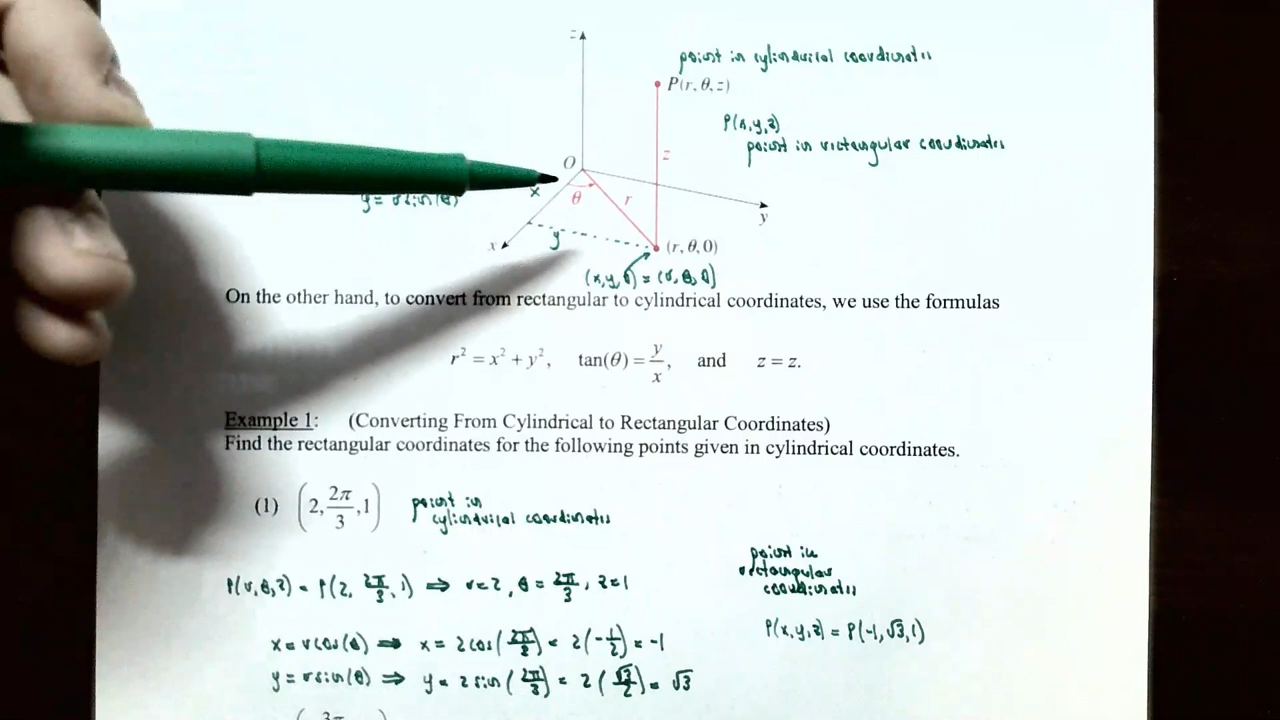 z
point in cylindrical coordinates
P(r, θ, z)
P(x,y,z)
point in rectangular coordinates
O
z
x
θ
r
y = r sin(θ)
y
x
y
(r, θ, 0)
(x,y,0) = (r, θ, 0)
On the other hand, to convert from rectangular to cylindrical coordinates, we use the formulas
r² = x² + y², tan(θ) = y/x, and z = z.
Example 1: (Converting From Cylindrical to Rectangular Coordinates)
Find the rectangular coordinates for the following points given in cylindrical coordinates.
(1) (2, 2π/3, 1) point in
cylindrical coordinates
point in
rectangular
coordinates
P(r,θ,z) = P(2, 2π/3, 1) ⇒ r=2, θ = 2π/3, z=1
P(x,y,z) = P(-1,√3,1)
x = r cos(θ) ⇒ x = 2 cos(2π/3) = 2(-1/2) = -1
y = r sin(θ) ⇒ y = 2 sin(2π/3) = 2(√3/2) = √3